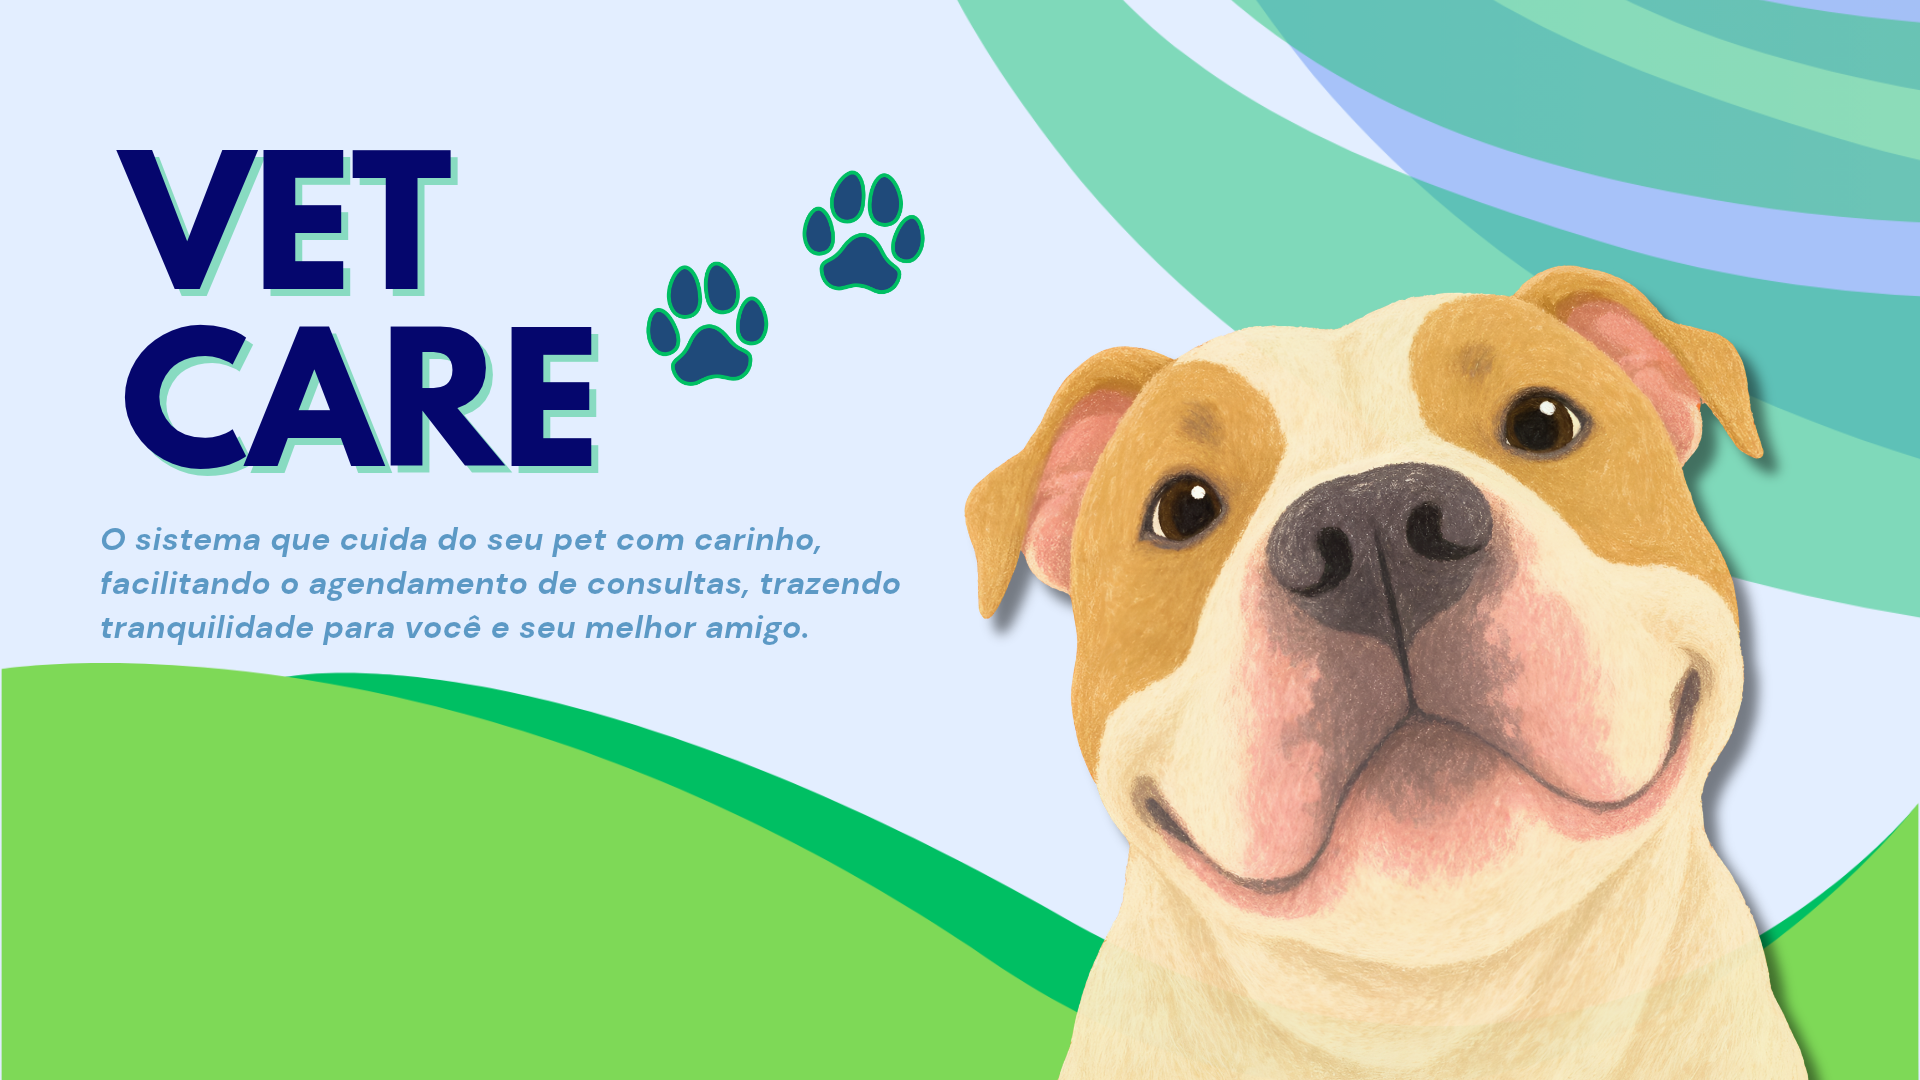 VET
CARE
O sistema que cuida do seu pet com carinho,
facilitando o agendamento de consultas, trazendo
tranquilidade para você e seu melhor amigo.